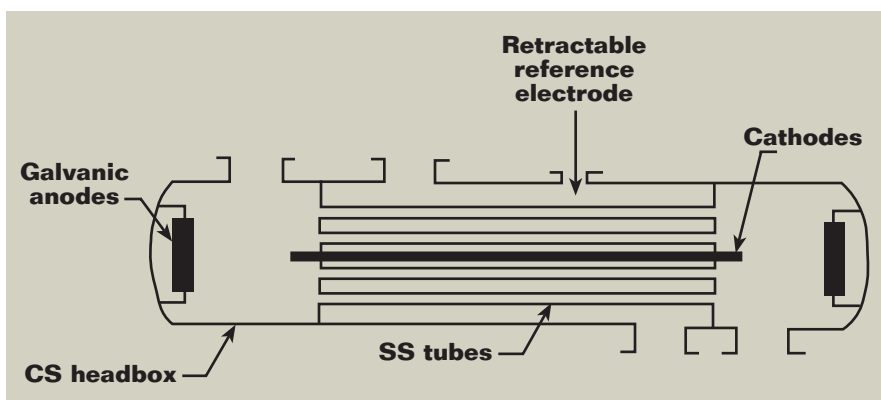 Retractable
reference
electrode
Cathodes
Galvanic
anodes
SS tubes
CS headbox